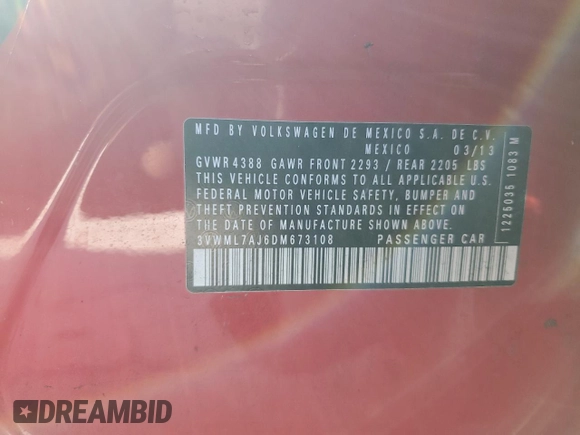 MFD BY VOLKSWAGEN DE MEXICO S.A. DE C.V.
MEXICO 03/13
GVWR 4388 GAWR FRONT 2293 / REAR 2205 LBS
THIS VEHICLE CONFORMS TO ALL APPLICABLE U.S.
FEDERAL MOTOR VEHICLE SAFETY, BUMPER AND
THEFT PREVENTION STANDARDS IN EFFECT ON
THE DATE OF MANUFACTURE SHOWN ABOVE.
3VWML7AJ6DM673108 PASSENGER CAR
1225035 1083 M
DREAMBID